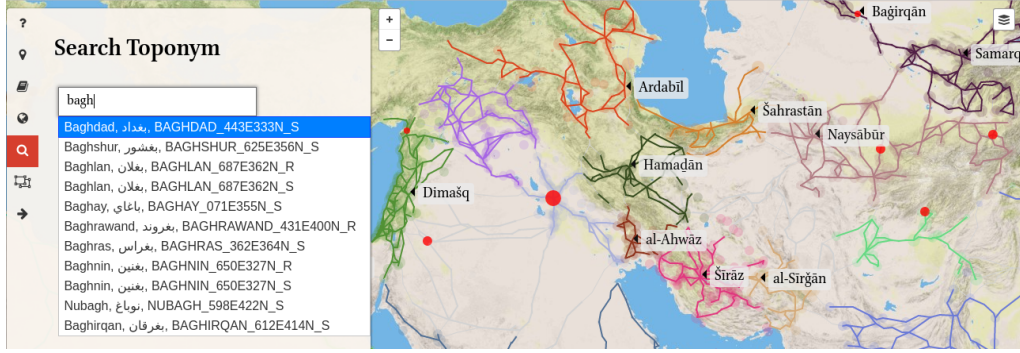 ?
Search Toponym
bagh
Baghdad, بغداد, BAGHDAD_443E333N_S
Baghshur, بغشور, BAGHSHUR_625E356N_S
Baghlan, بغلان, BAGHLAN_687E362N_R
Baghlan, بغلان, BAGHLAN_687E362N_S
Baghay, باغاي, BAGHAY_071E355N_S
Baghrawand, بغروند, BAGHRAWAND_431E400N_R
Baghras, بغراس, BAGHRAS_362E364N_S
Baghnin, بغنين, BAGHNIN_650E327N_R
Baghnin, بغنين, BAGHNIN_650E327N_S
Nubagh, نوباغ, NUBAGH_598E422N_S
Baghirqan, بغرقان, BAGHIRQAN_612E414N_S
+
−
Baġirqān
Samarq
Ardabīl
Šahrastān
Naysābūr
Hamaḏān
Dimašq
al-Ahwāz
Šīrāz
al-Sīrǧān